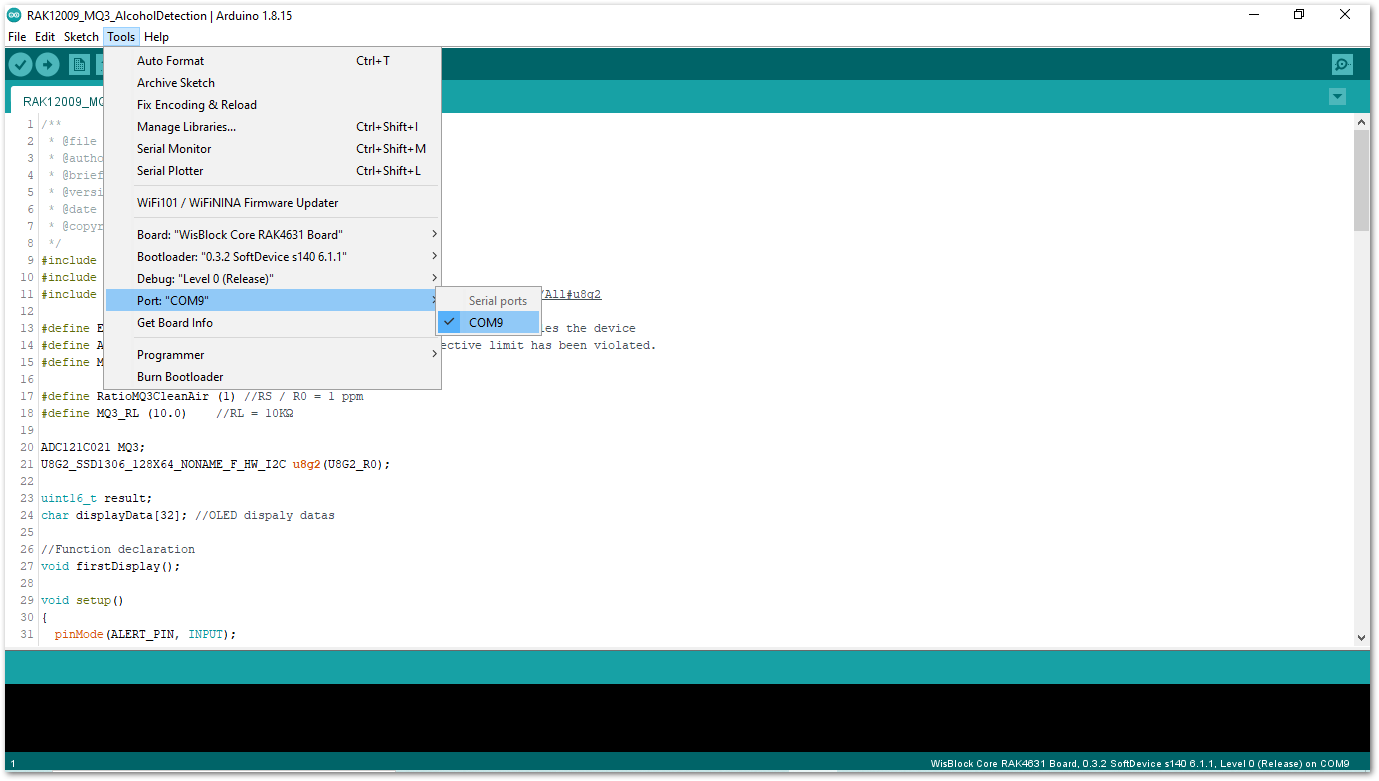 RAK12009_MQ3_AlcoholDetection | Arduino 1.8.15
File Edit Sketch Tools Help
Auto Format Ctrl+T
Archive Sketch
Fix Encoding & Reload
Manage Libraries... Ctrl+Shift+I
Serial Monitor Ctrl+Shift+M
Serial Plotter Ctrl+Shift+L
WiFi101 / WiFiNINA Firmware Updater
Board: "WisBlock Core RAK4631 Board"
Bootloader: "0.3.2 SoftDevice s140 6.1.1"
Debug: "Level 0 (Release)"
Port: "COM9"
Get Board Info
Programmer
Burn Bootloader
Serial ports
COM9
RAK12009_MQ
1 /**
2 * @file
3 * @autho
4 * @brief
5 * @versi
6 * @date
7 * @copyr
8 */
9 #include
10 #include
11 #include /All#u8g2
12
13 #define E es the device
14 #define A ective limit has been violated.
15 #define M
16
17 #define RatioMQ3CleanAir (1) //RS / R0 = 1 ppm
18 #define MQ3_RL (10.0) //RL = 10KΩ
19
20 ADC121C021 MQ3;
21 U8G2_SSD1306_128X64_NONAME_F_HW_I2C u8g2(U8G2_R0);
22
23 uint16_t result;
24 char displayData[32]; //OLED dispaly datas
25
26 //Function declaration
27 void firstDisplay();
28
29 void setup()
30 {
31 pinMode(ALERT_PIN, INPUT);
1 WisBlock Core RAK4631 Board, 0.3.2 SoftDevice s140 6.1.1, Level 0 (Release) on COM9